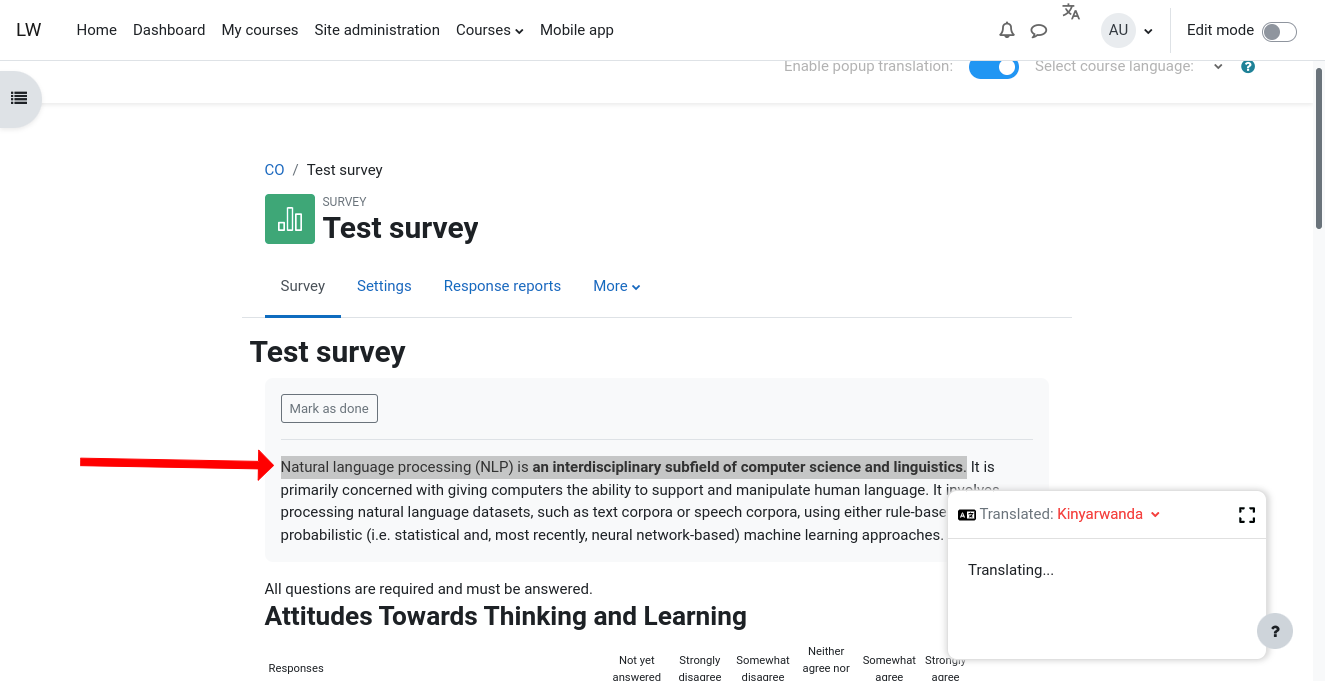 LW Home Dashboard My courses Site administration Courses Mobile app AU Edit mode
Enable popup translation: Select course language: ?
CO / Test survey
SURVEY
Test survey
Survey Settings Response reports More
Test survey
Mark as done
Natural language processing (NLP) is an interdisciplinary subfield of computer science and linguistics. It is
primarily concerned with giving computers the ability to support and manipulate human language. It involves
processing natural language datasets, such as text corpora or speech corpora, using either rule-base
probabilistic (i.e. statistical and, most recently, neural network-based) machine learning approaches.
Translated: Kinyarwanda
Translating...
?
All questions are required and must be answered.
Attitudes Towards Thinking and Learning
Responses
Not yet answered
Strongly disagree
Somewhat disagree
Neither agree nor
Somewhat agree
Strongly agree